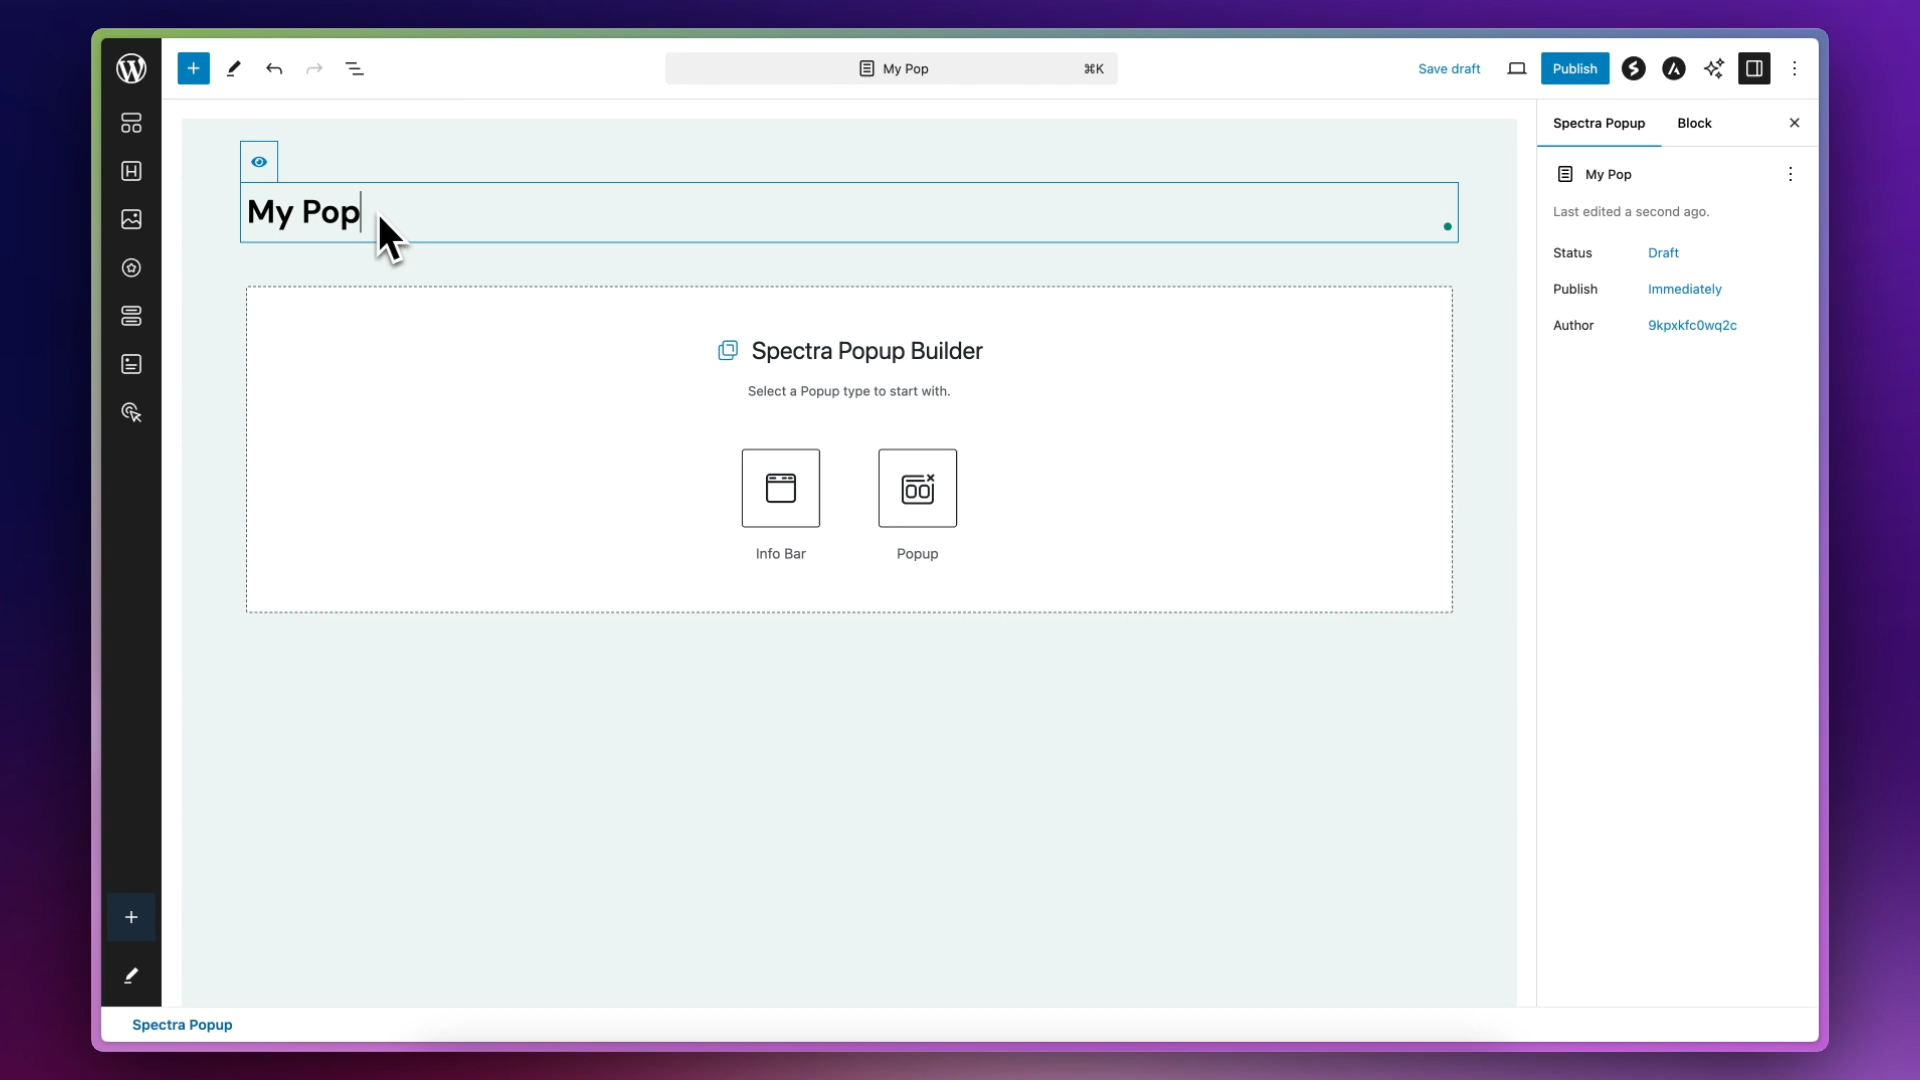 My Pop
⌘K
Save draft
Publish
Spectra Popup
Block
My Pop
My Pop
Last edited a second ago.
Status
Draft
Publish
Immediately
Author
9kpxkfc0wq2c
Spectra Popup Builder
Select a Popup type to start with.
Info Bar
Popup
Spectra Popup